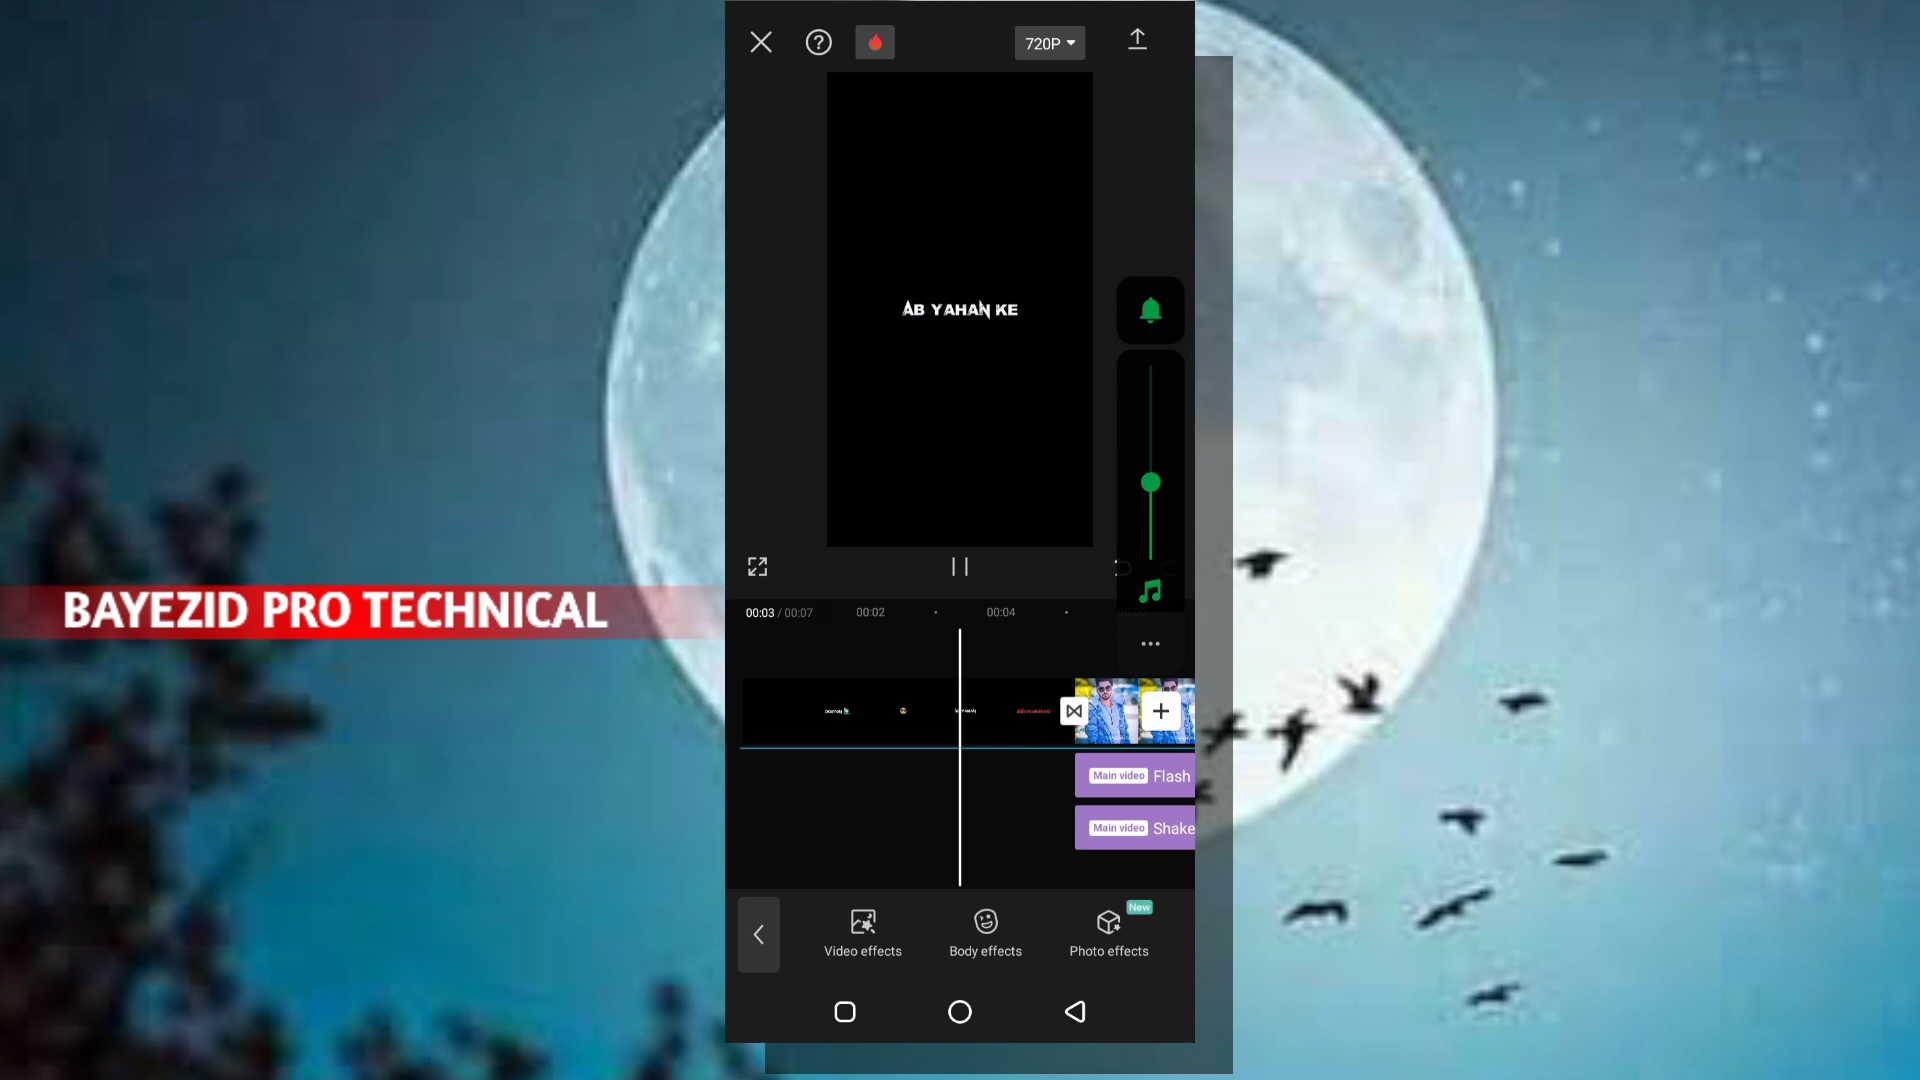 720P
AB YAHAN KE
BAYEZID PRO TECHNICAL
00:03 / 00:07 00:02 00:04
Main video Flash
Main video Shake
New
Video effects Body effects Photo effects